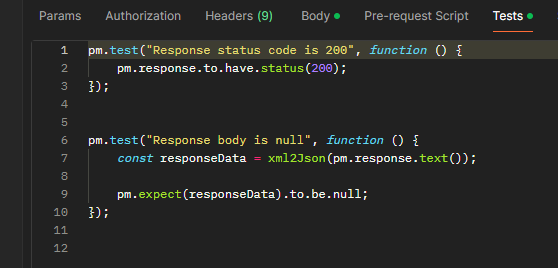 Params Authorization Headers (9) Body Pre-request Script Tests
1 pm.test("Response status code is 200", function () {
2     pm.response.to.have.status(200);
3 });
4
5
6 pm.test("Response body is null", function () {
7     const responseData = xml2Json(pm.response.text());
8
9     pm.expect(responseData).to.be.null;
10 });
11
12